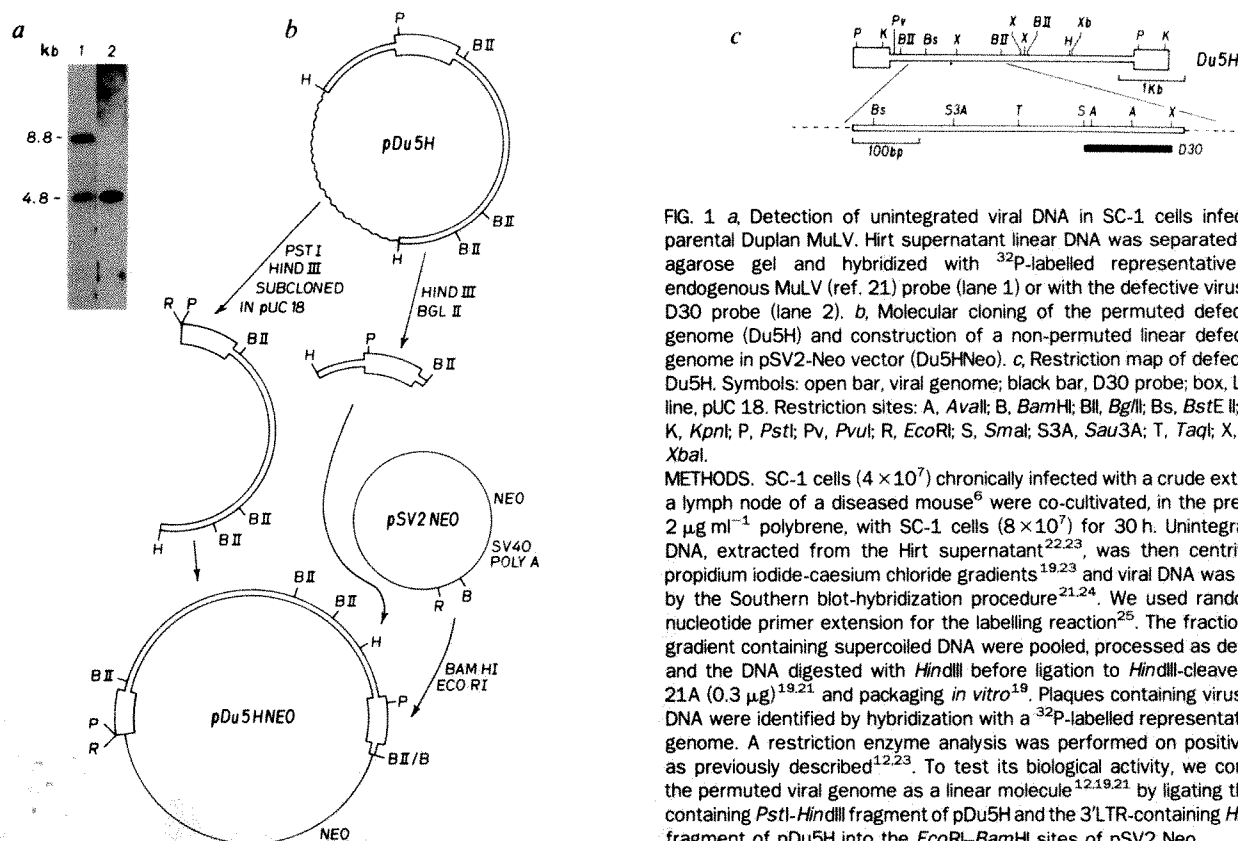 a
kb 1 2
8.8-
4.8-
b
P
BII
H
pDu5H
BII
BII
H
PST I
HIND III
SUBCLONED
IN pUC 18
HIND III
BGL II
R P
BII
H P
BII
BII
BII
H
NEO
pSV2 NEO
SV40
POLY A
B
R
BII
BII
H
BAM HI
ECO RI
BII
P
R
pDu5HNEO
P
BII/B
NEO
c
P K Pv BII Bs X BII X X BII H Xb P K
Du5H
1Kb
Bs S3A T S A A X
100bp
D30
FIG. 1 a, Detection of unintegrated viral DNA in SC-1 cells infe
parental Duplan MuLV. Hirt supernatant linear DNA was separated
agarose gel and hybridized with ³²P-labelled representative
endogenous MuLV (ref. 21) probe (lane 1) or with the defective virus
D30 probe (lane 2). b, Molecular cloning of the permuted defec
genome (Du5H) and construction of a non-permuted linear defec
genome in pSV2-Neo vector (Du5HNeo). c, Restriction map of defec
Du5H. Symbols: open bar, viral genome; black bar, D30 probe; box, L
line, pUC 18. Restriction sites: A, AvaII; B, BamHI; BII, BglII; Bs, BstE II;
K, KpnI; P, PstI; Pv, PvuI; R, EcoRI; S, SmaI; S3A, Sau3A; T, TaqI; X,
XbaI.
METHODS. SC-1 cells (4 × 10⁷) chronically infected with a crude ext
a lymph node of a diseased mouse⁶ were co-cultivated, in the pre
2 μg ml⁻¹ polybrene, with SC-1 cells (8 × 10⁷) for 30 h. Unintegra
DNA, extracted from the Hirt supernatant²²,²³, was then centri
propidium iodide-caesium chloride gradients¹⁹,²³ and viral DNA was
by the Southern blot-hybridization procedure²¹,²⁴. We used rando
nucleotide primer extension for the labelling reaction²⁵. The fraction
gradient containing supercoiled DNA were pooled, processed as de
and the DNA digested with HindIII before ligation to HindIII-cleave
21A (0.3 μg)¹⁹,²¹ and packaging in vitro¹⁹. Plaques containing virus
DNA were identified by hybridization with a ³²P-labelled representat
genome. A restriction enzyme analysis was performed on positiv
as previously described¹²,²³. To test its biological activity, we con
the permuted viral genome as a linear molecule¹²,¹⁹,²¹ by ligating th
containing PstI-HindIII fragment of pDu5H and the 3'LTR-containing H
fragment of pDu5H into the EcoRI-BamHI sites of pSV2 Neo